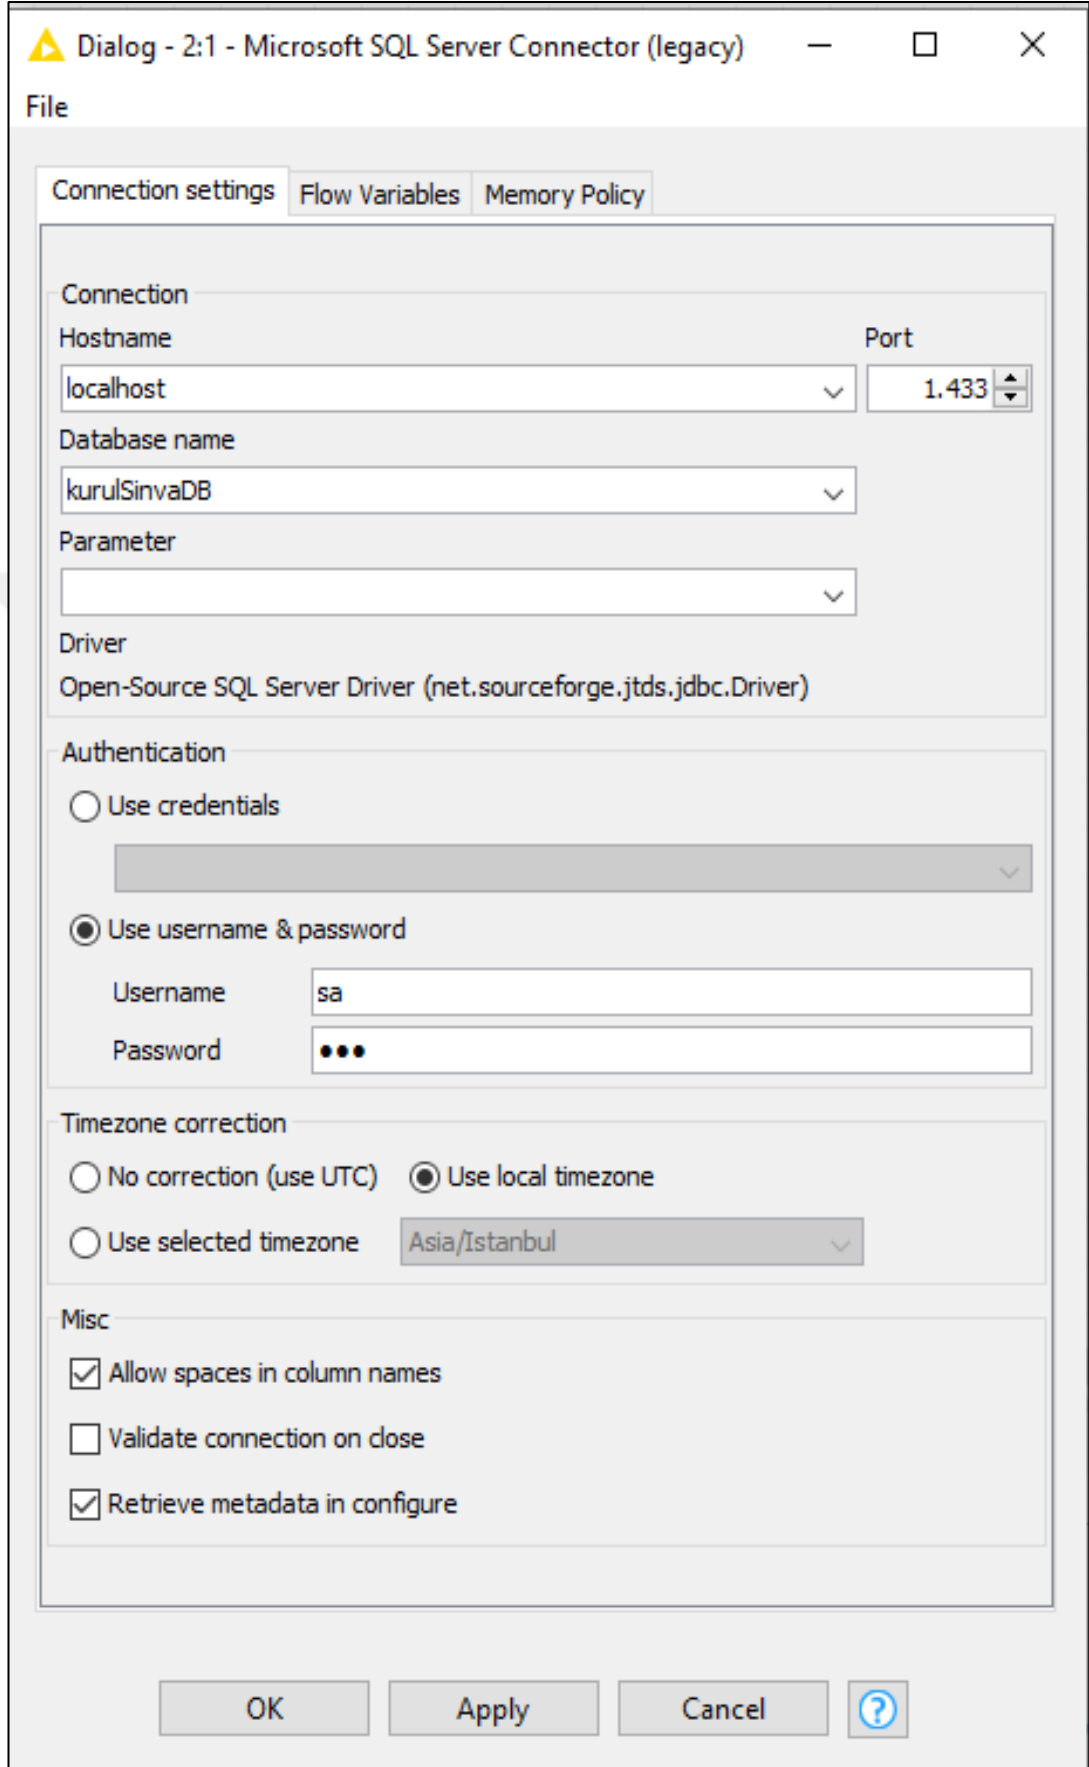 Dialog - 2:1 - Microsoft SQL Server Connector (legacy)
File
Connection settings Flow Variables Memory Policy
Connection
Hostname Port
localhost 1.433
Database name
kurulSinvaDB
Parameter
Driver
Open-Source SQL Server Driver (net.sourceforge.jtds.jdbc.Driver)
Authentication
Use credentials
Use username & password
Username sa
Password •••
Timezone correction
No correction (use UTC) Use local timezone
Use selected timezone Asia/Istanbul
Misc
Allow spaces in column names
Validate connection on close
Retrieve metadata in configure
OK Apply Cancel ?